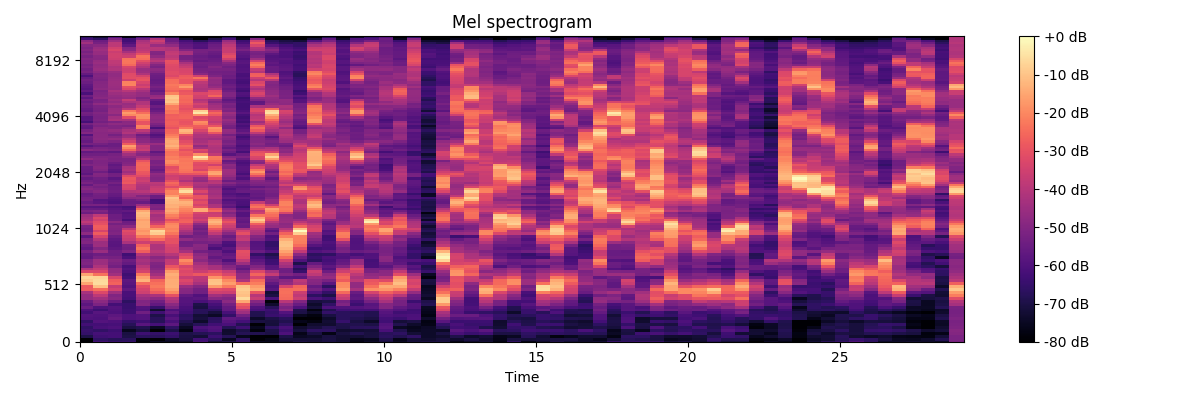 Mel spectrogram
8192
4096
2048
1024
512
0
Hz
0 5 10 15 20 25
Time
+0 dB
-10 dB
-20 dB
-30 dB
-40 dB
-50 dB
-60 dB
-70 dB
-80 dB